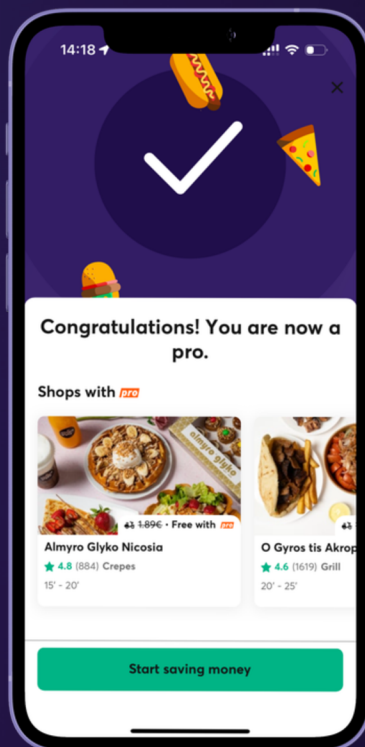 14:18
Congratulations! You are now a
pro.
Shops with pro
almyro glyko
1.89€ • Free with pro
Almyro Glyko Nicosia
4.8 (884) Crepes
15' - 20'
O Gyros tis Akrop
4.6 (1619) Grill
20' - 25'
Start saving money